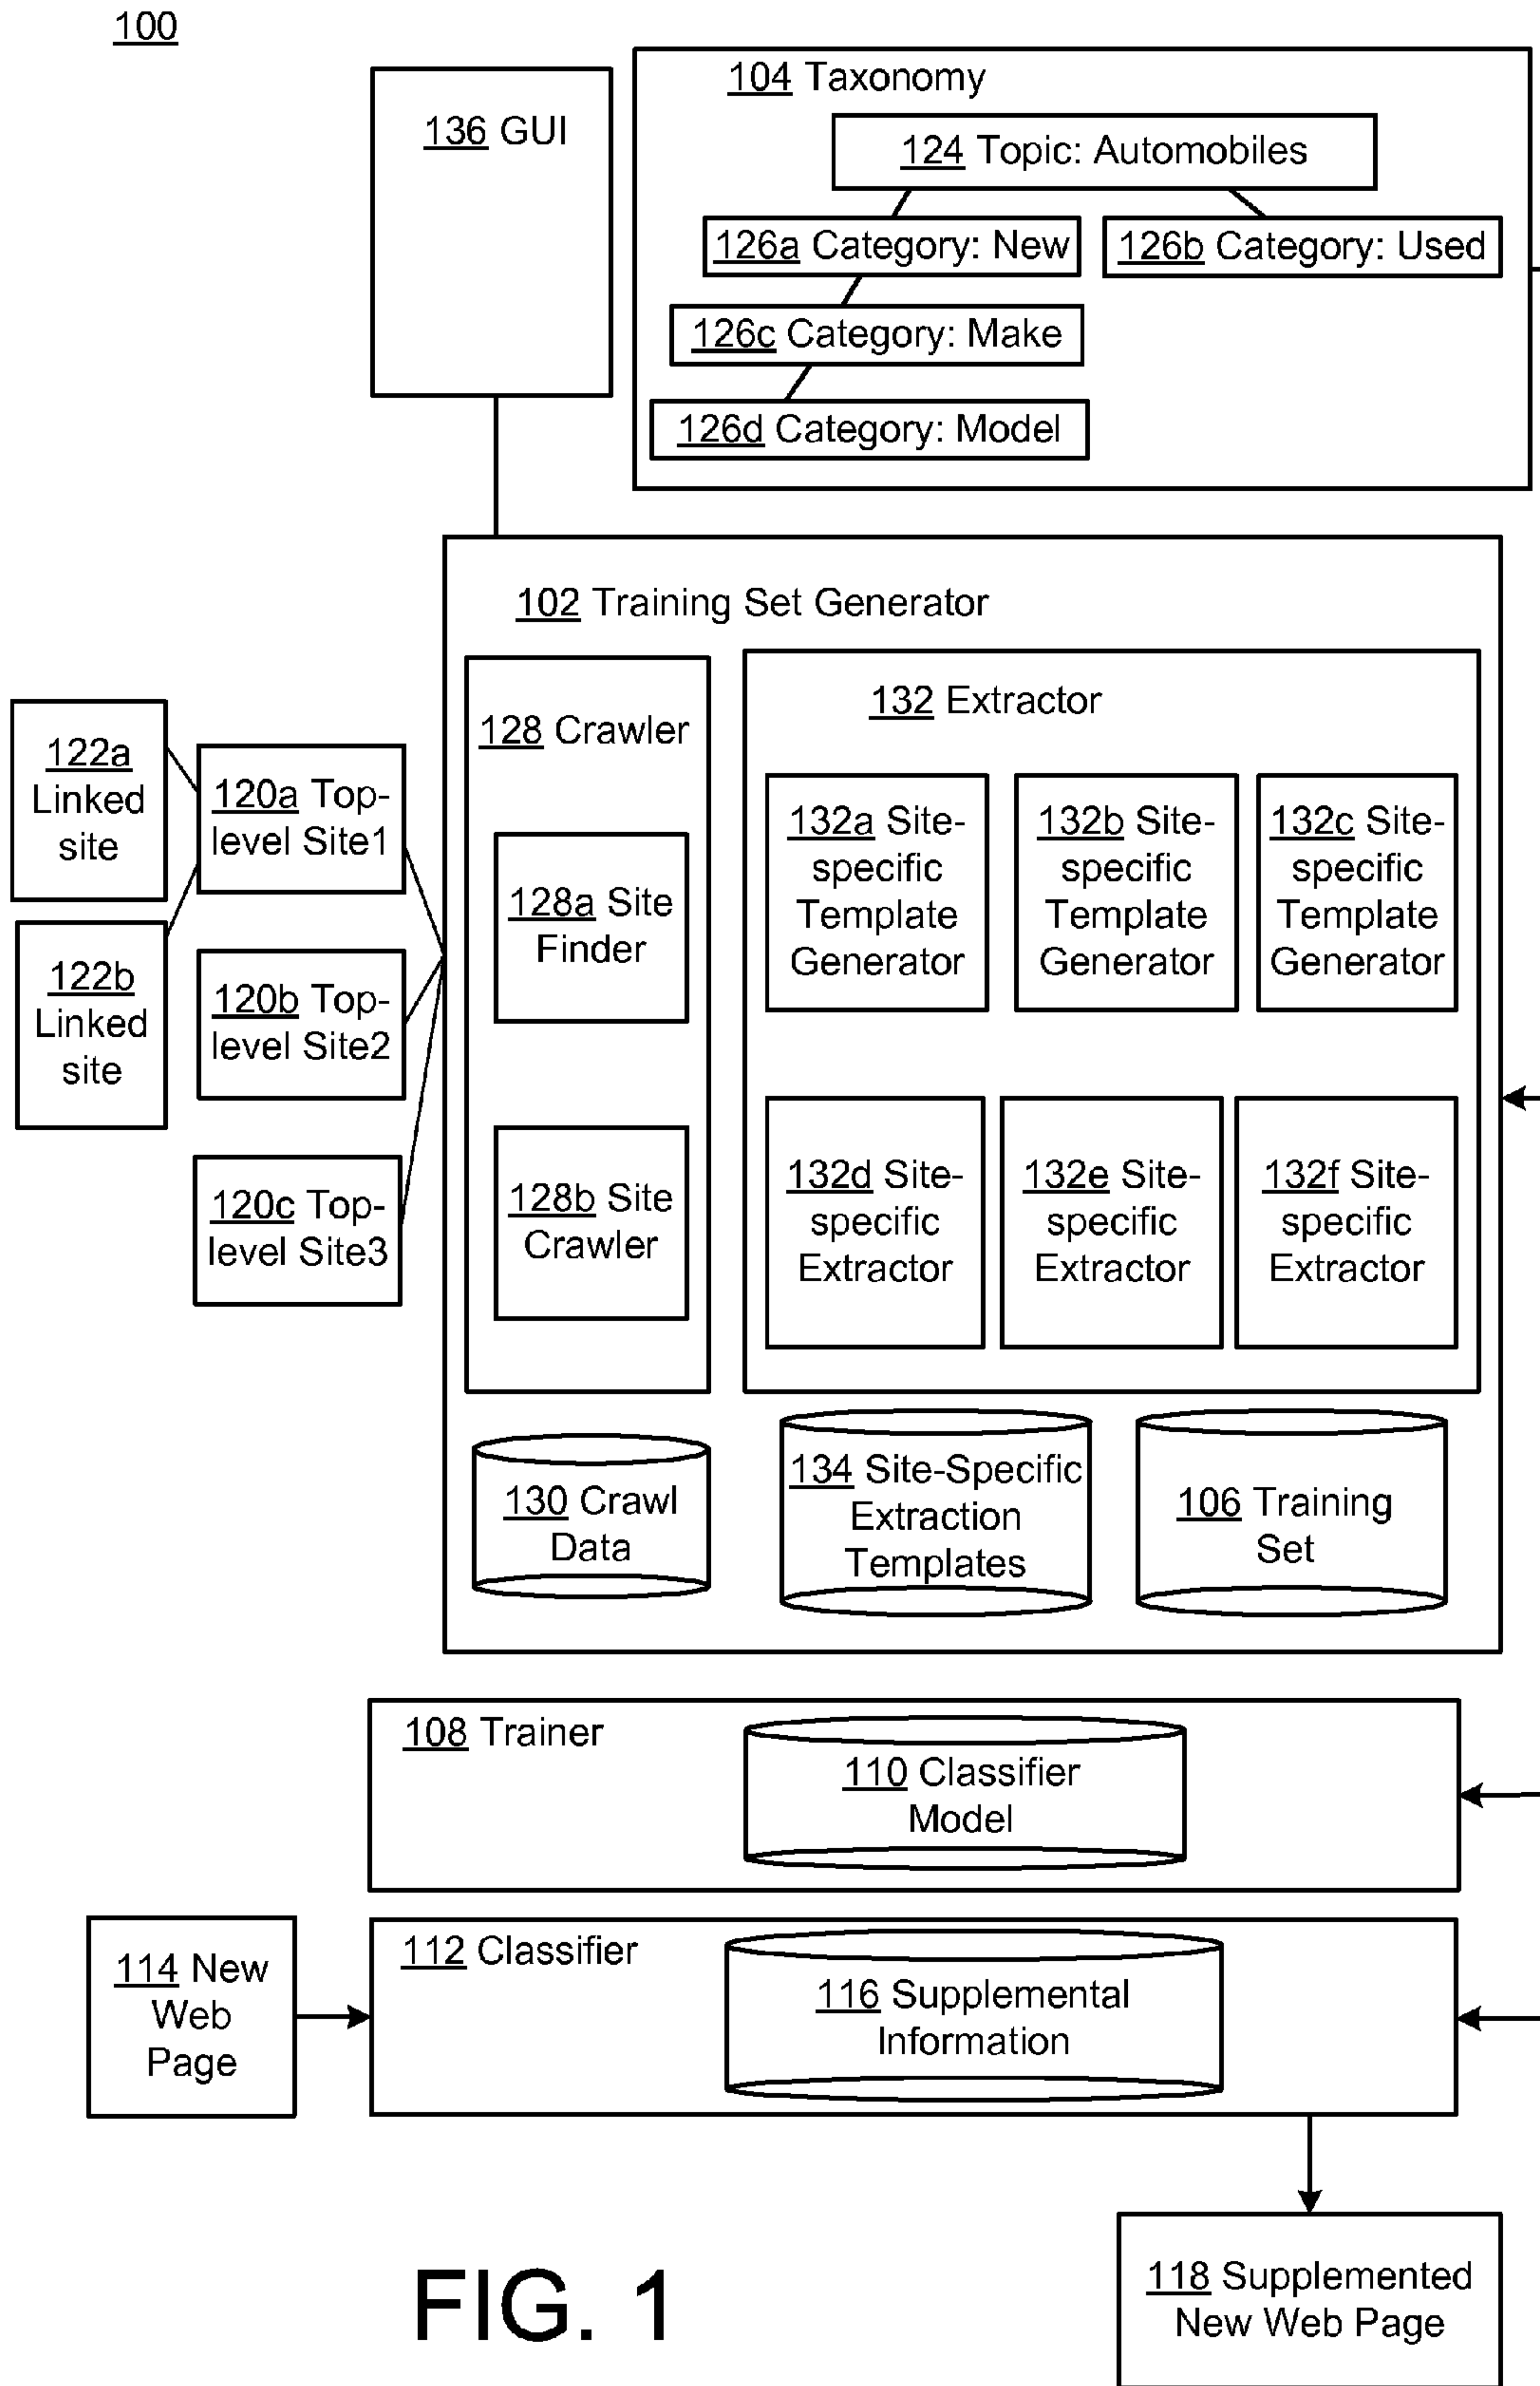 100
136 GUI
104 Taxonomy
124 Topic: Automobiles
126a Category: New
126b Category: Used
126c Category: Make
126d Category: Model
102 Training Set Generator
122a
Linked
site
122b
Linked
site
120a Top-
level Site1
120b Top-
level Site2
120c Top-
level Site3
128 Crawler
128a Site
Finder
128b Site
Crawler
132 Extractor
132a Site-
specific
Template
Generator
132b Site-
specific
Template
Generator
132c Site-
specific
Template
Generator
132d Site-
specific
Extractor
132e Site-
specific
Extractor
132f Site-
specific
Extractor
130 Crawl
Data
134 Site-Specific
Extraction
Templates
106 Training
Set
108 Trainer
110 Classifier
Model
114 New
Web
Page
112 Classifier
116 Supplemental
Information
118 Supplemented
New Web Page
FIG. 1